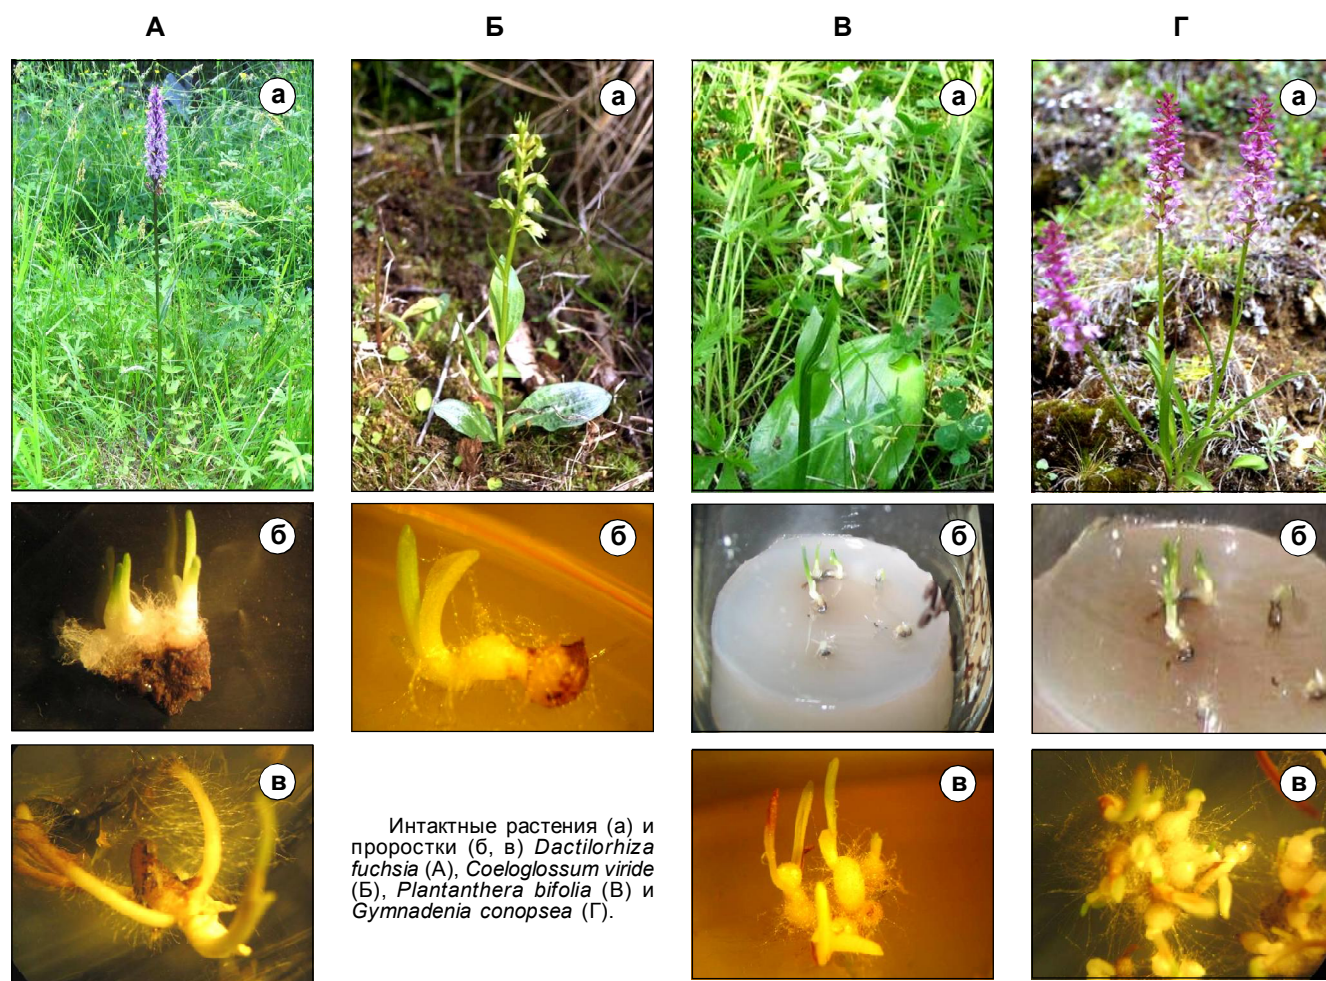 А Б В Г
а а а а
б б б б
в в в
Интактные растения (а) и
проростки (б, в) Dactilorhiza
fuchsia (А), Coeloglossum viride
(Б), Plantanthera bifolia (В) и
Gymnadenia conopsea (Г).